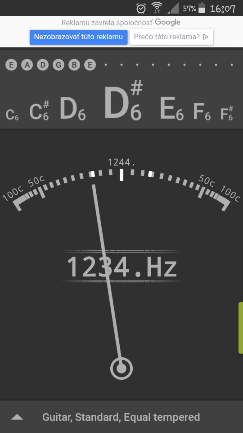 57% 16:07
Reklamu zavrela spoločnosť Google
Nezobrazovať túto reklamu Prečo táto reklama?
E A D G B E
C6 C#6 D6 D#6 E6 F6 F#6
1244.
100c 50c 50c 100c
1234.Hz
Guitar, Standard, Equal tempered